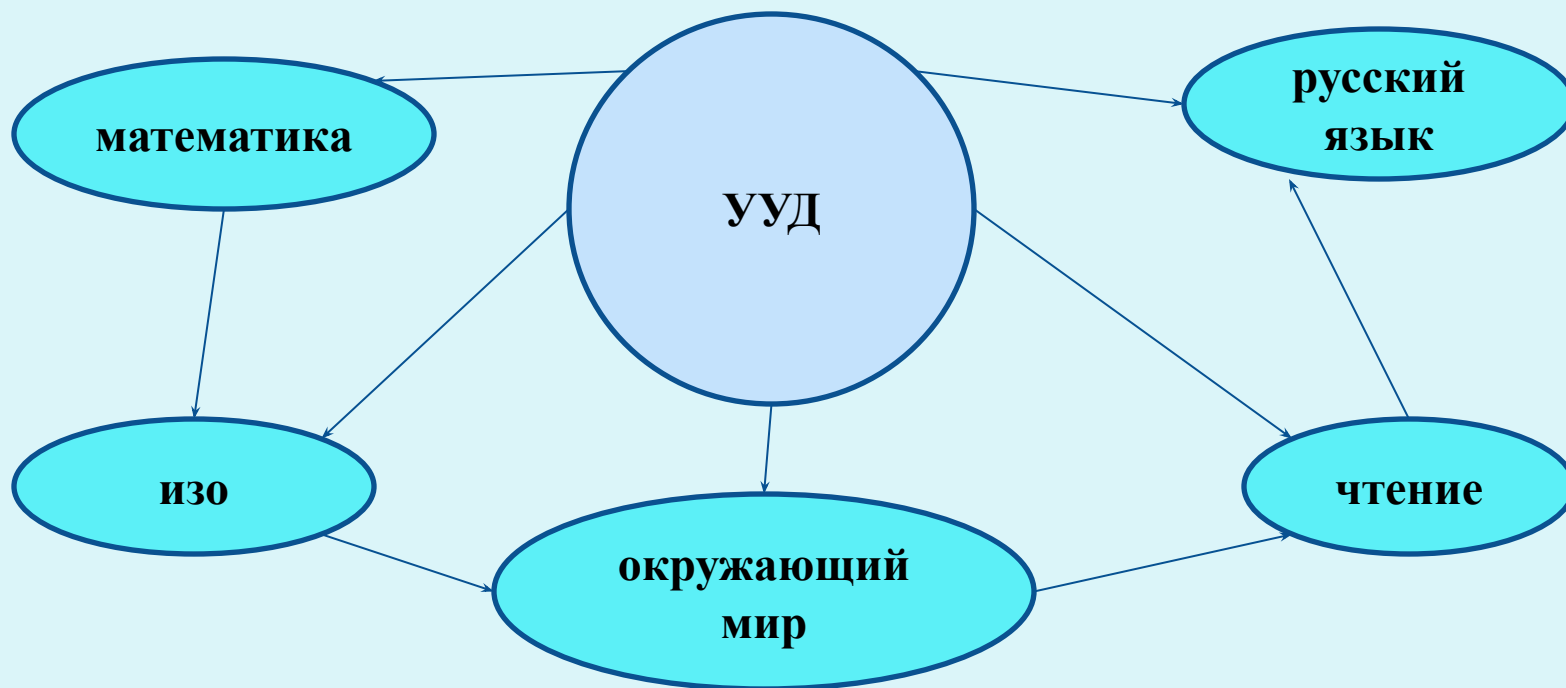 русский
язык
математика
УУД
изо
чтение
окружающий
мир